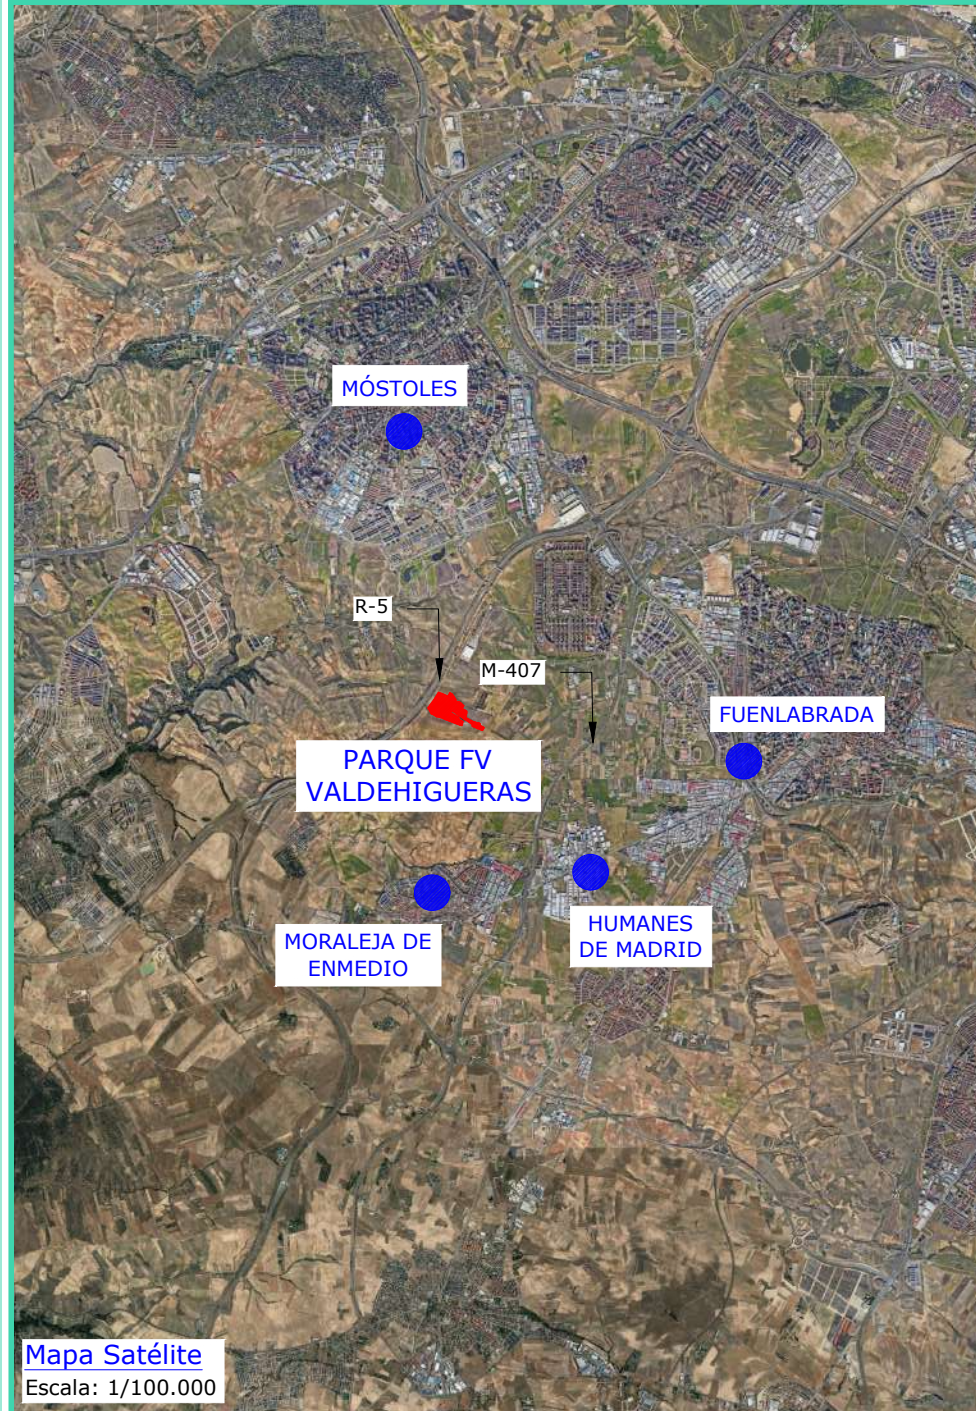 MÓSTOLES
R-5
M-407
FUENLABRADA
PARQUE FV
VALDEHIGUERAS
HUMANES
DE MADRID
MORALEJA DE
ENMEDIO
Mapa Satélite
Escala: 1/100.000